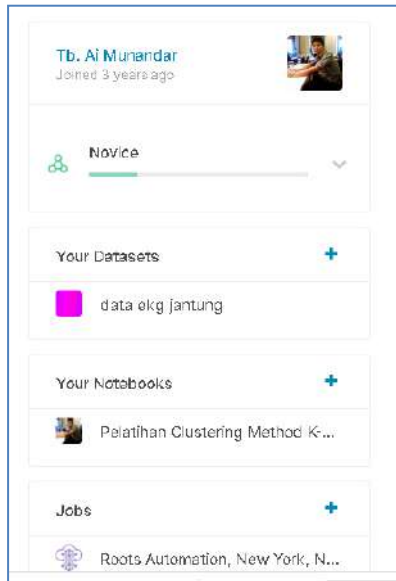 Tb. Ai Munandar
Joined 3 years ago
Novice
Your Datasets
data ekg jantung
Your Notebooks
Pelatihan Clustering Method K-...
Jobs
Roots Automation, New York, N...